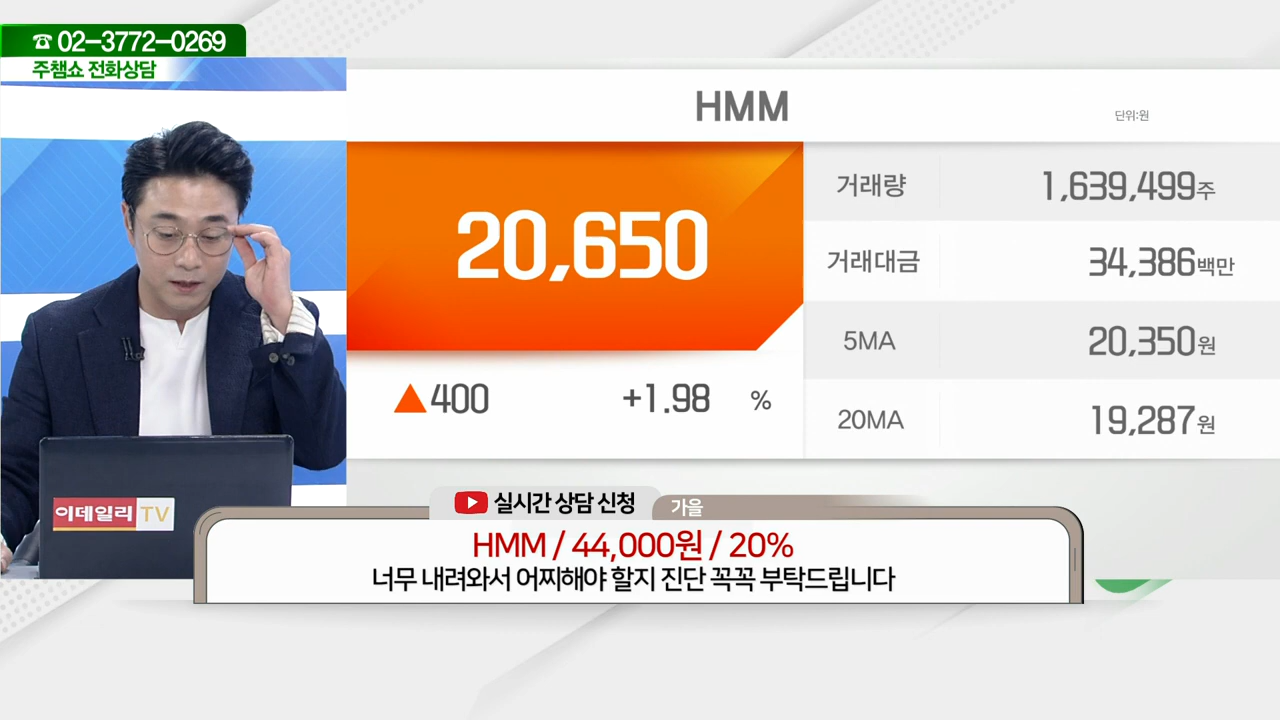 ☎ 02-3772-0269
주챔쇼 전화상담
HMM
단위:원
20,650
▲400 +1.98 %
거래량 1,639,499주
거래대금 34,386백만
5MA 20,350원
20MA 19,287원
이데일리 TV
실시간 상담 신청 가을
HMM / 44,000원 / 20%
너무 내려와서 어찌해야 할지 진단 꼭꼭 부탁드립니다